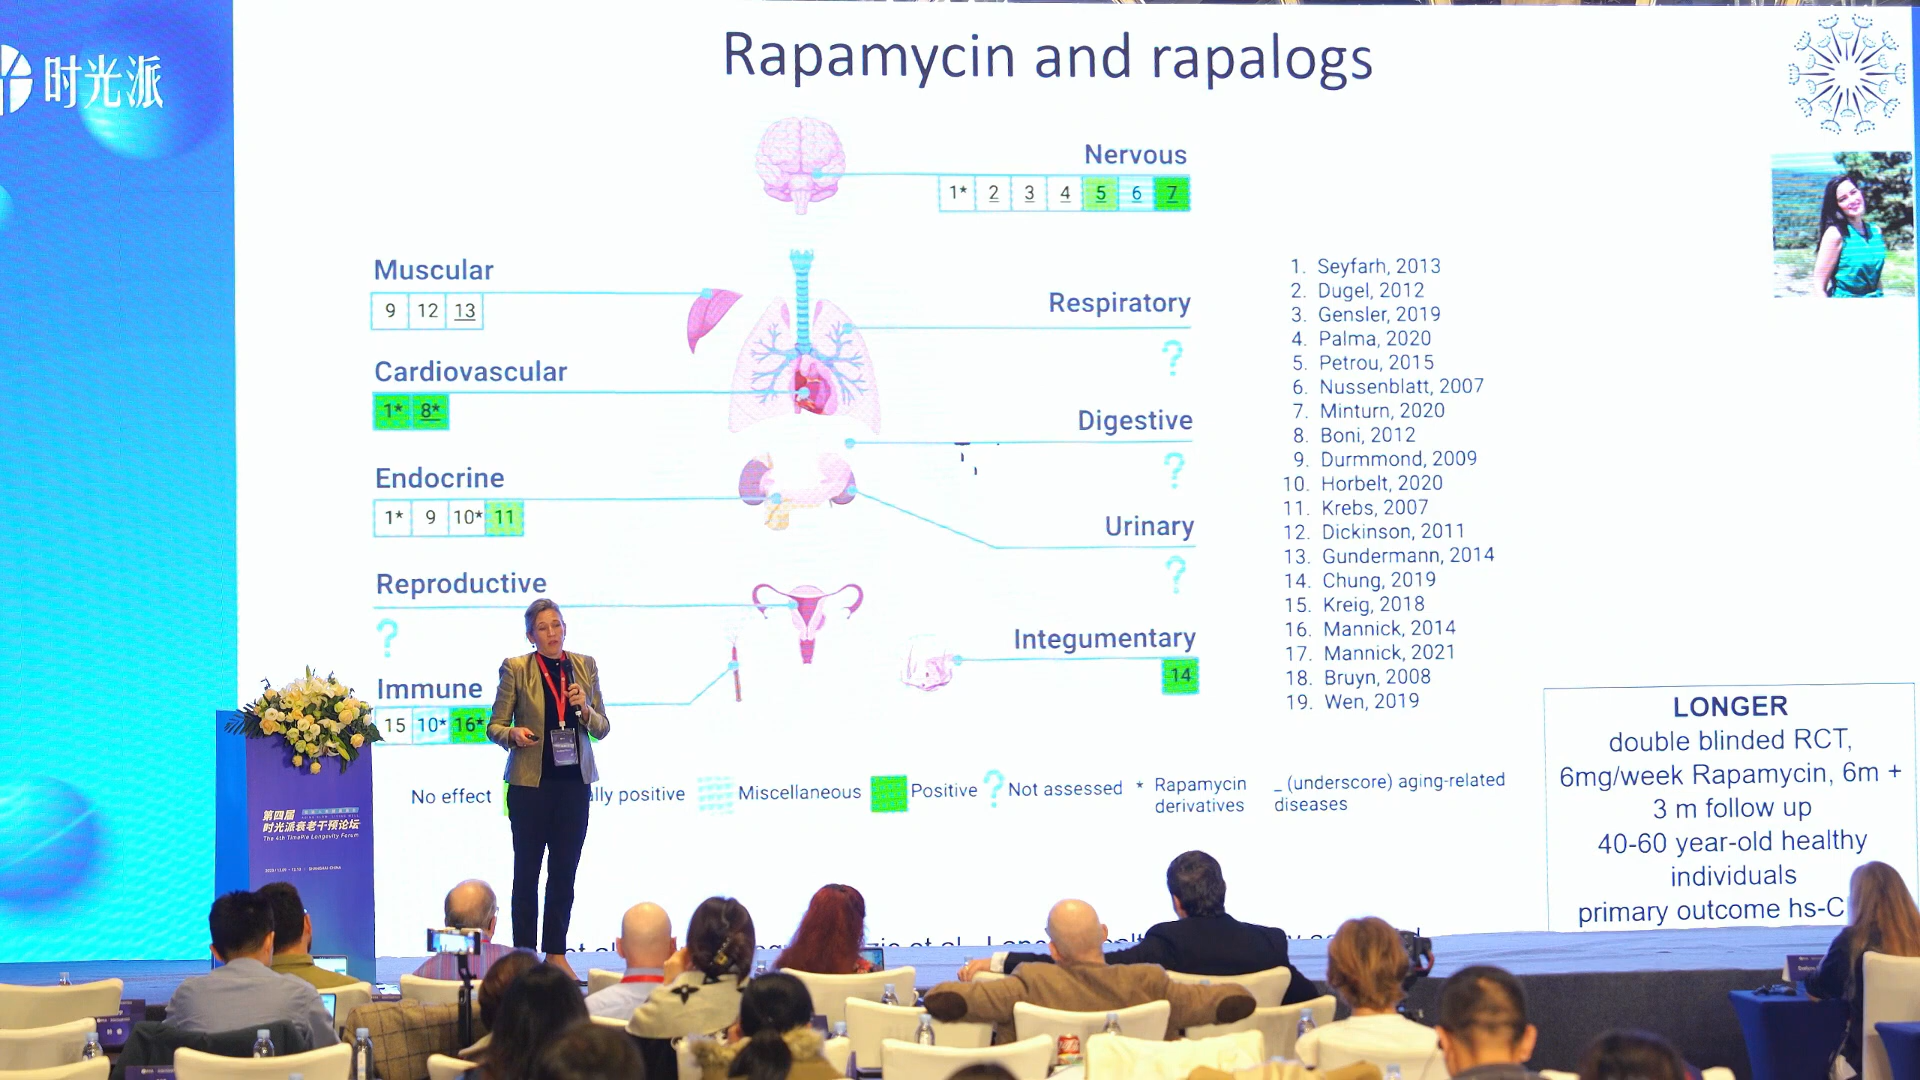 时光派
Rapamycin and rapalogs
Nervous
1* 2 3 4 5 6 7
Muscular
9 12 13
Cardiovascular
1* 8*
Endocrine
1* 9 10* 11
Reproductive
?
Immune
15 10* 16*
Respiratory
?
Digestive
?
Urinary
?
Integumentary
14
1. Seyfarh, 2013
2. Dugel, 2012
3. Gensler, 2019
4. Palma, 2020
5. Petrou, 2015
6. Nussenblatt, 2007
7. Minturn, 2020
8. Boni, 2012
9. Durmmond, 2009
10. Horbelt, 2020
11. Krebs, 2007
12. Dickinson, 2011
13. Gundermann, 2014
14. Chung, 2019
15. Kreig, 2018
16. Mannick, 2014
17. Mannick, 2021
18. Bruyn, 2008
19. Wen, 2019
No effect
lly positive
Miscellaneous
Positive
? Not assessed
* Rapamycin
derivatives
_ (underscore) aging-related
diseases
LONGER
double blinded RCT,
6mg/week Rapamycin, 6m +
3 m follow up
40-60 year-old healthy
individuals
primary outcome hs-C
第四届
时光派衰老干预论坛
The 4th TimePie Longevity Forum